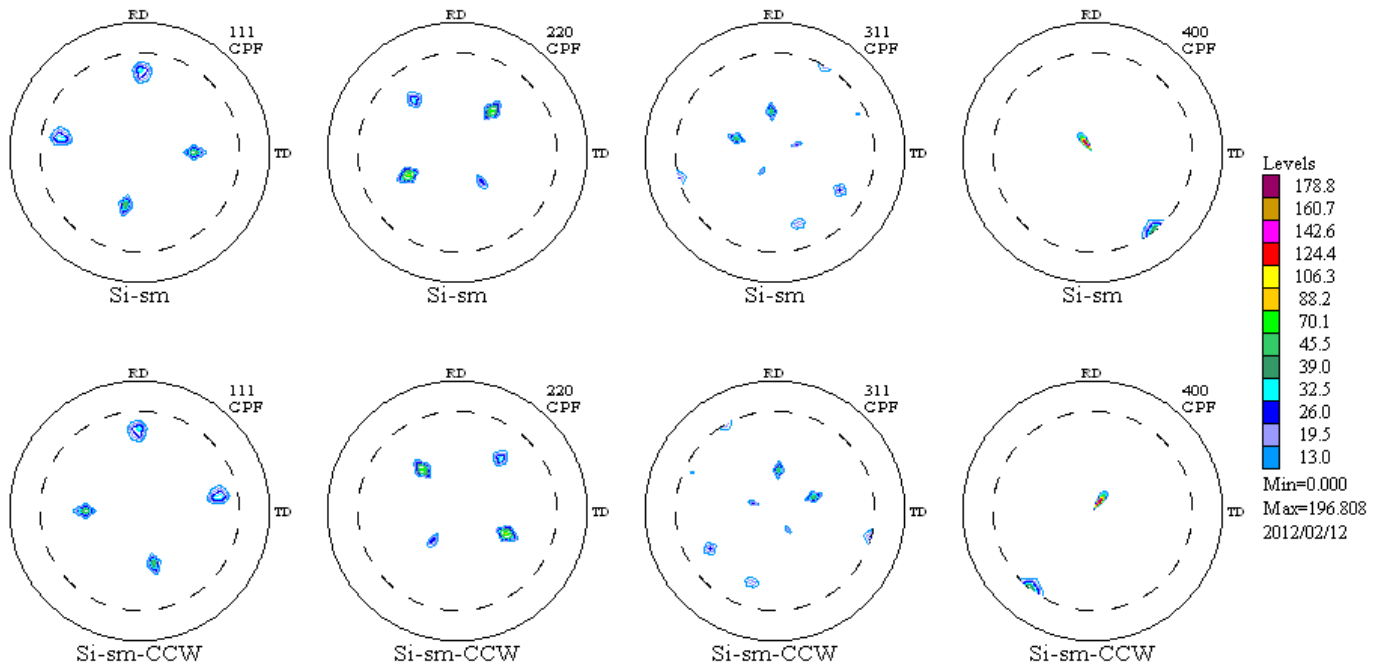 RD
111
CPF
TD
Si-sm
RD
220
CPF
TD
Si-sm
RD
311
CPF
TD
Si-sm
RD
400
CPF
TD
Si-sm
Levels
178.8
160.7
142.6
124.4
106.3
88.2
70.1
45.5
39.0
32.5
26.0
19.5
13.0
Min=0.000
Max=196.808
2012/02/12
RD
111
CPF
TD
Si-sm-CCW
RD
220
CPF
TD
Si-sm-CCW
RD
311
CPF
TD
Si-sm-CCW
RD
400
CPF
TD
Si-sm-CCW